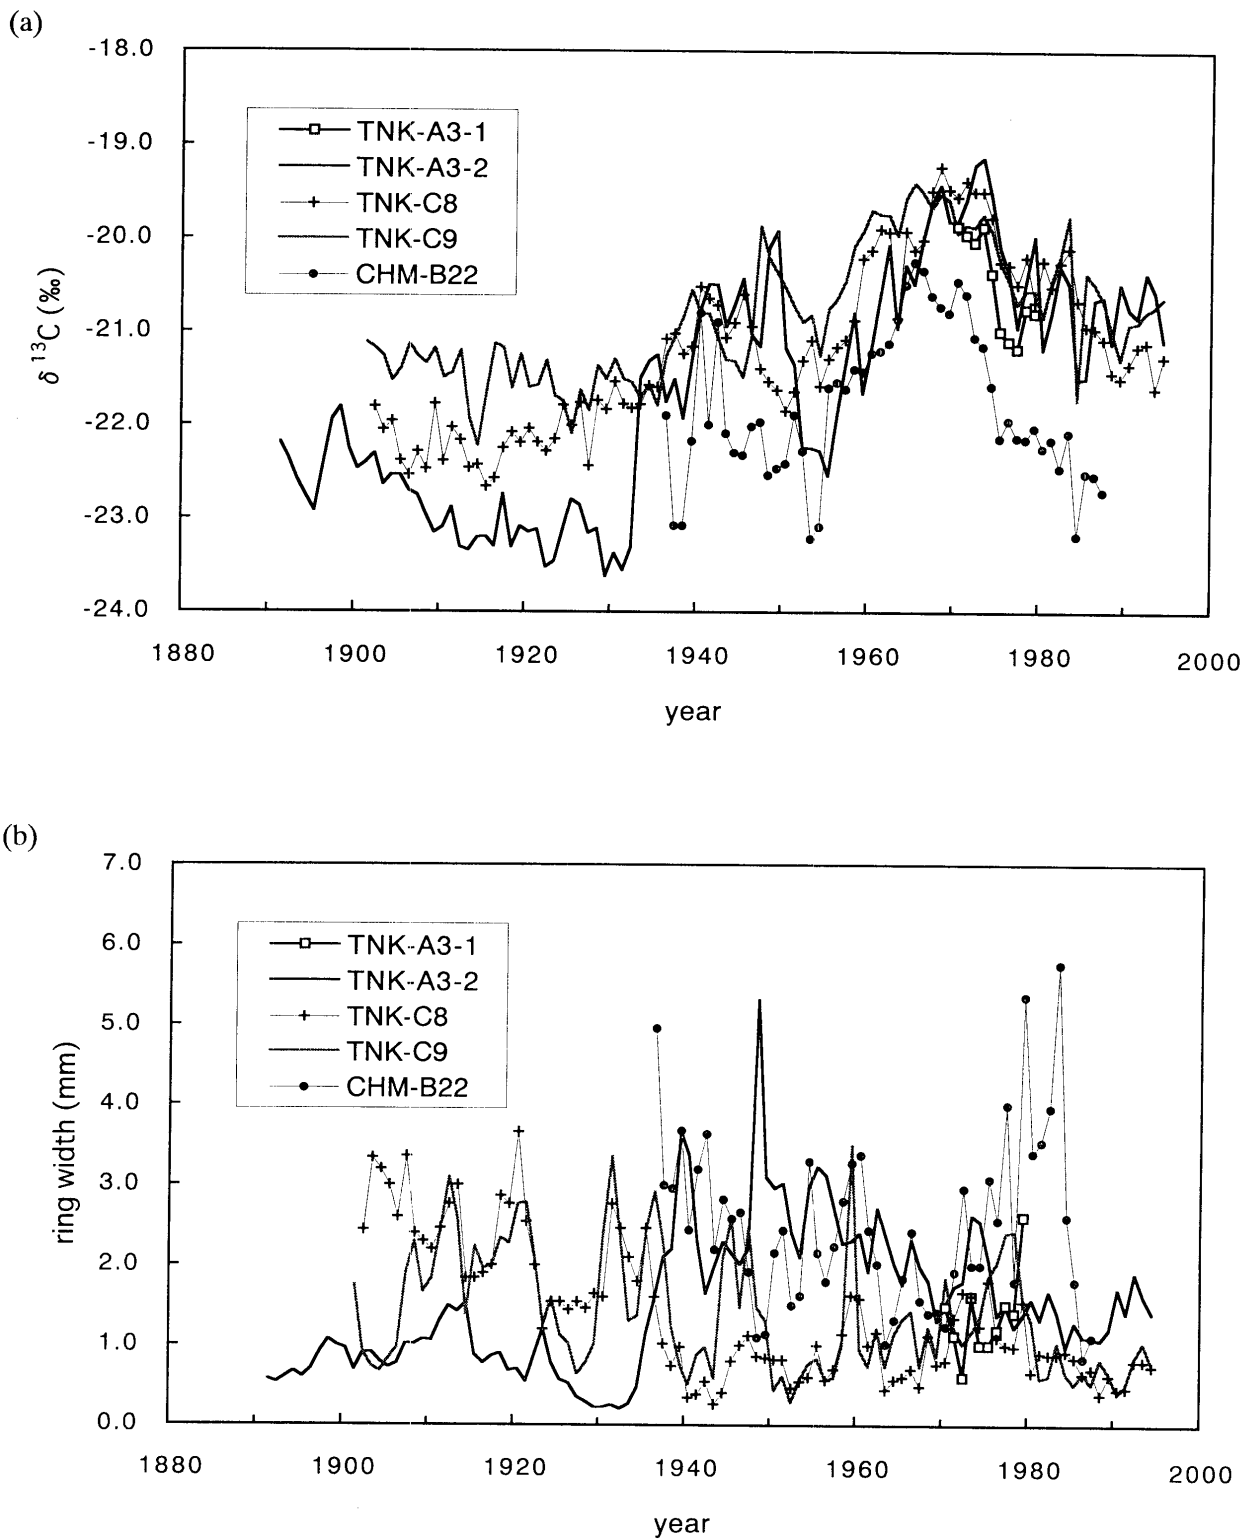 (a)
-18.0
-19.0
-20.0
-21.0
-22.0
-23.0
-24.0
δ 13C (‰)
TNK-A3-1
TNK-A3-2
TNK-C8
TNK-C9
CHM-B22
1880 1900 1920 1940 1960 1980 2000
year
(b)
7.0
6.0
5.0
4.0
3.0
2.0
1.0
0.0
ring width (mm)
TNK-A3-1
TNK-A3-2
TNK-C8
TNK-C9
CHM-B22
1880 1900 1920 1940 1960 1980 2000
year